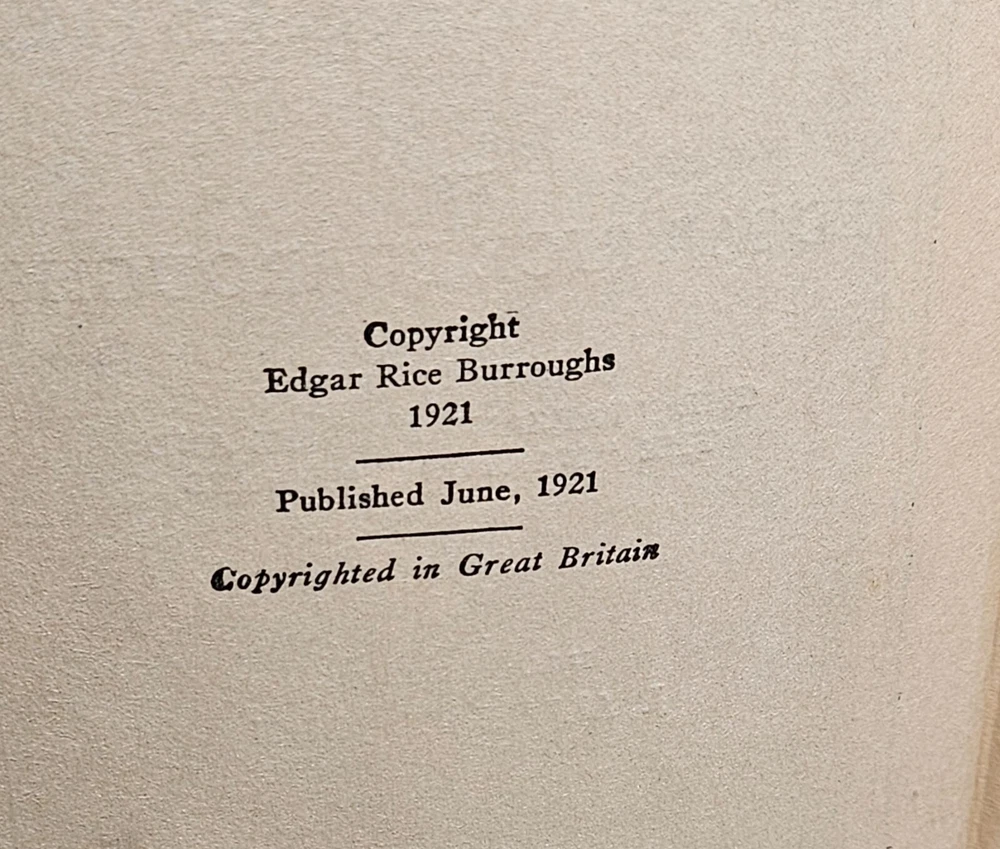 Copyright
Edgar Rice Burroughs
1921
Published June, 1921
Copyrighted in Great Britain